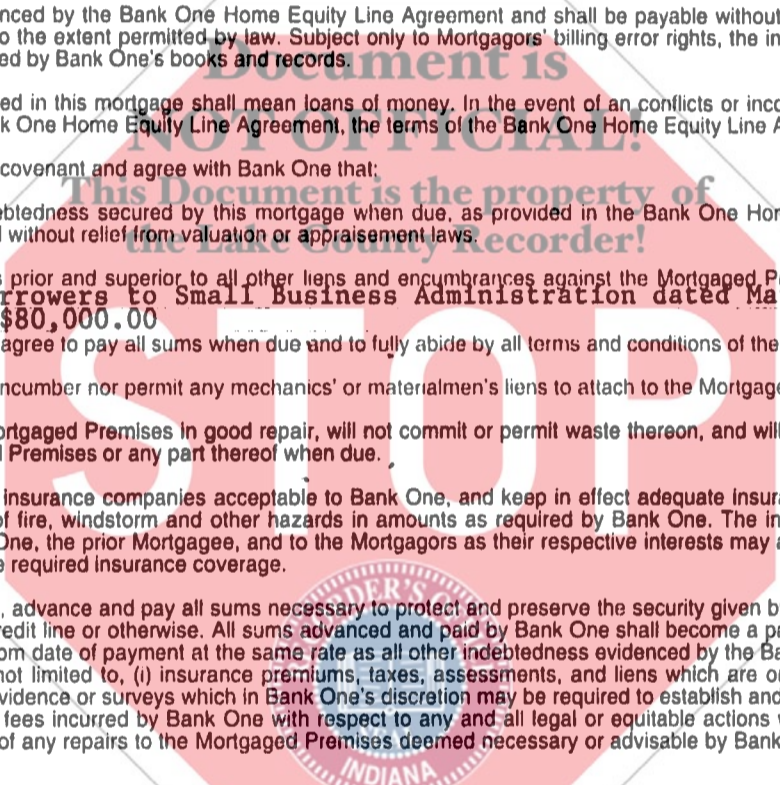 nced by the Bank One Home Equity Line Agreement and shall be payable without
o the extent permitted by law. Subject only to Mortgagors' billing error rights, the in
ed by Bank One's books and records.
Document is
ed in this mortgage shall mean loans of money. In the event of an conflicts or inco
NOT OFFICIAL!
k One Home Equity Line Agreement, the terms of the Bank One Home Equity Line A
covenant and agree with Bank One that:
This Document is the property of
ebtedness secured by this mortgage when due, as provided in the Bank One Hom
without relief from valuation or appraisement laws.
the Lake County Recorder!
s prior and superior to all other liens and encumbrances against the Mortgaged P
rrowers to Small Business Administration dated Ma
$80,000.00
agree to pay all sums when due and to fully abide by all terms and conditions of the
STOP
ncumber nor permit any mechanics' or materialmen's liens to attach to the Mortgage
ortgaged Premises in good repair, will not commit or permit waste thereon, and will
Premises or any part thereof when due.
insurance companies acceptable to Bank One, and keep in effect adequate insura
of fire, windstorm and other hazards in amounts as required by Bank One. The in
One, the prior Mortgagee, and to the Mortgagors as their respective interests may a
e required insurance coverage.
, advance and pay all sums necessary to protect and preserve the security given b
redit line or otherwise. All sums advanced and paid by Bank One shall become a pa
om date of payment at the same rate as all other indebtedness evidenced by the Ba
not limited to, (i) insurance premiums, taxes, assessments, and liens which are o
vidence or surveys which in Bank One's discretion may be required to establish and
fees incurred by Bank One with respect to any and all legal or equitable actions
of any repairs to the Mortgaged Premises deemed necessary or advisable by Bank
INDIANA